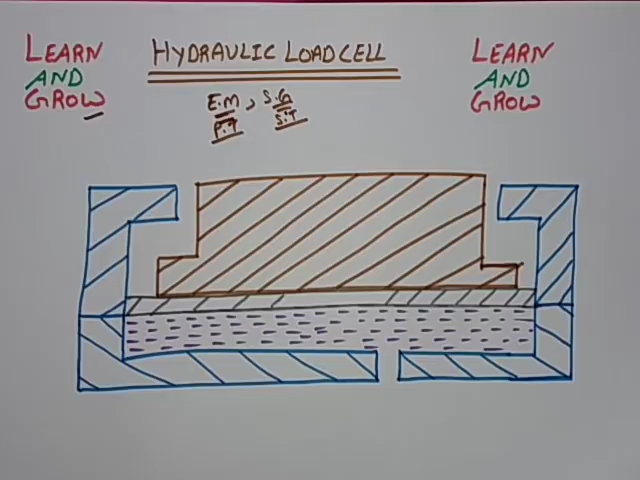 LEARN
AND
GROW
HYDRAULIC LOADCELL
E.M, S.G
P.T S.T
LEARN
AND
GROW